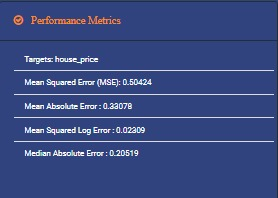 Performance Metrics
Targets: house_price
Mean Squared Error (MSE): 0.50424
Mean Absolute Error : 0.33078
Mean Squared Log Error : 0.02309
Median Absolute Error : 0.20519